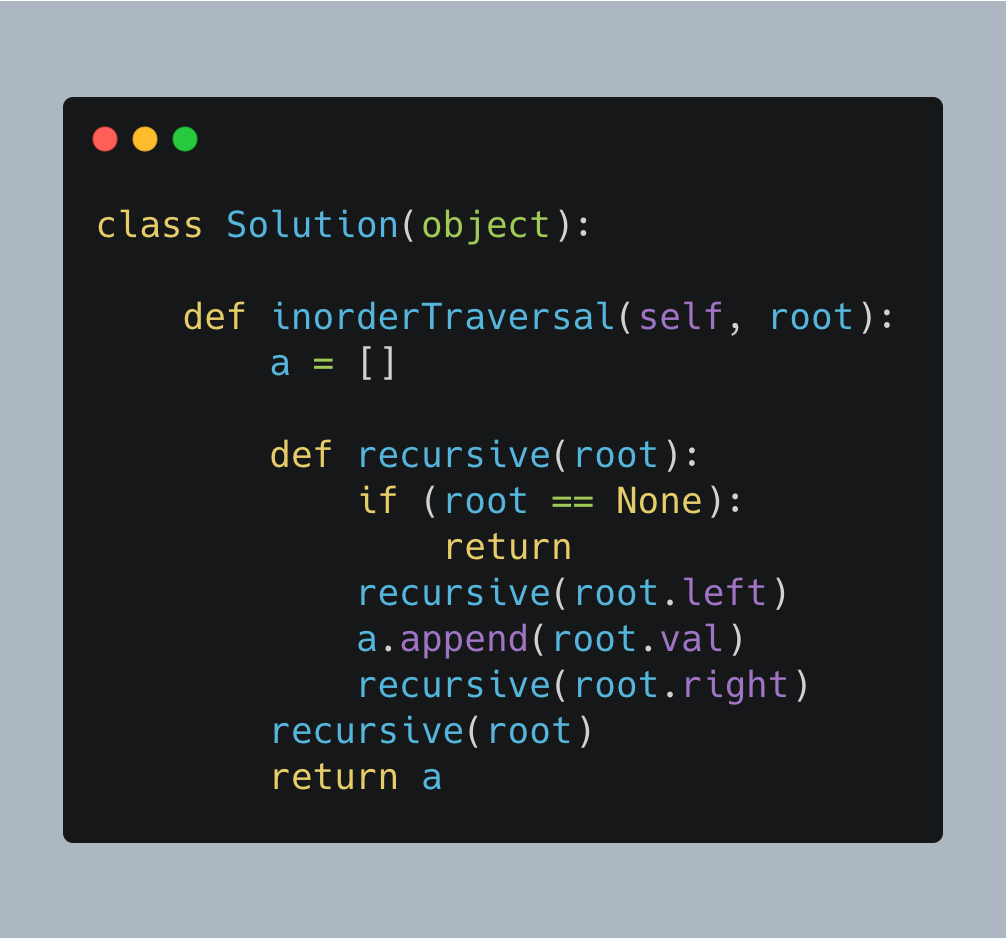 class Solution(object):
    def inorderTraversal(self, root):
        a = []
        def recursive(root):
            if (root == None):
                return
            recursive(root.left)
            a.append(root.val)
            recursive(root.right)
        recursive(root)
        return a